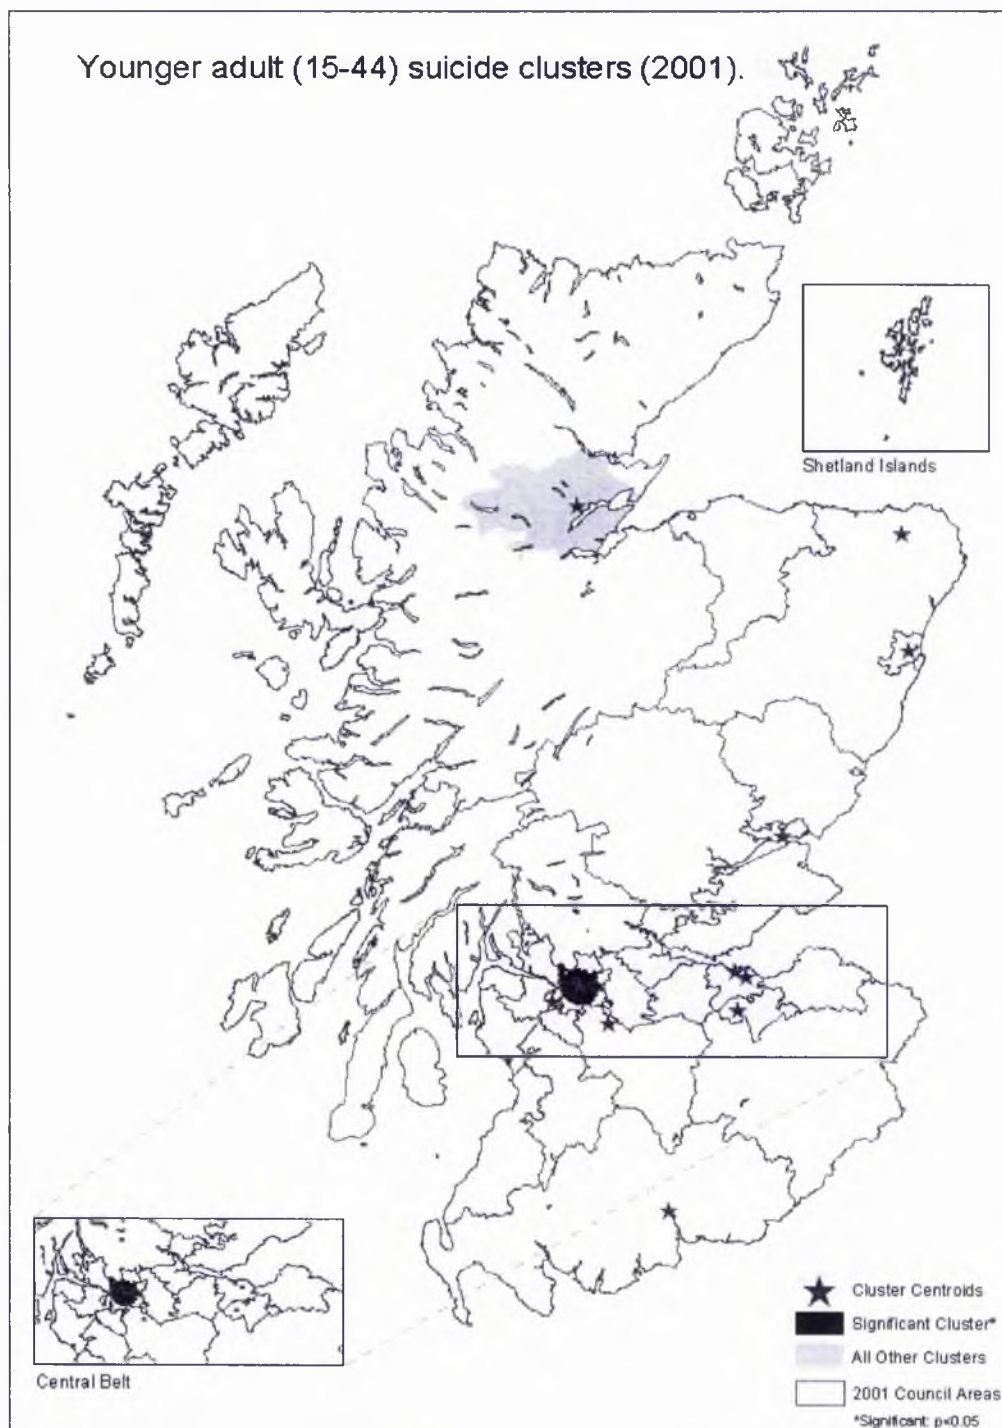 Younger adult (15-44) suicide clusters (2001).
Shetland Islands
Central Belt
Cluster Centroids
Significant Cluster*
All Other Clusters
2001 Council Areas
*Significant: p<0.05